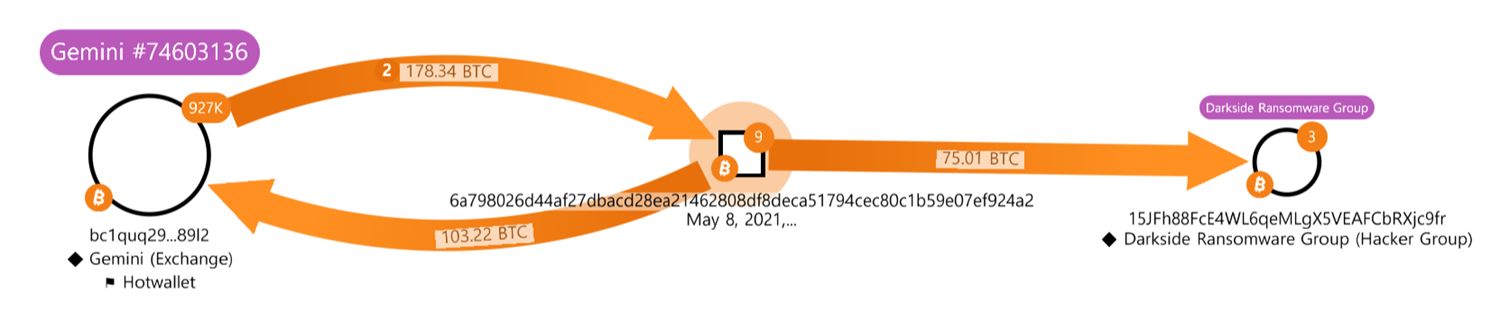 Gemini #74603136
927K
2 178.34 BTC
9
Darkside Ransomware Group
3
75.01 BTC
6a798026d44af27dbacd28ea21462808df8deca51794cec80c1b59e07ef924a2
May 8, 2021,...
103.22 BTC
bc1quq29...89l2
◆ Gemini (Exchange)
Hotwallet
15JFh88FcE4WL6qeMLgX5VEAFCbRXjc9fr
◆ Darkside Ransomware Group (Hacker Group)